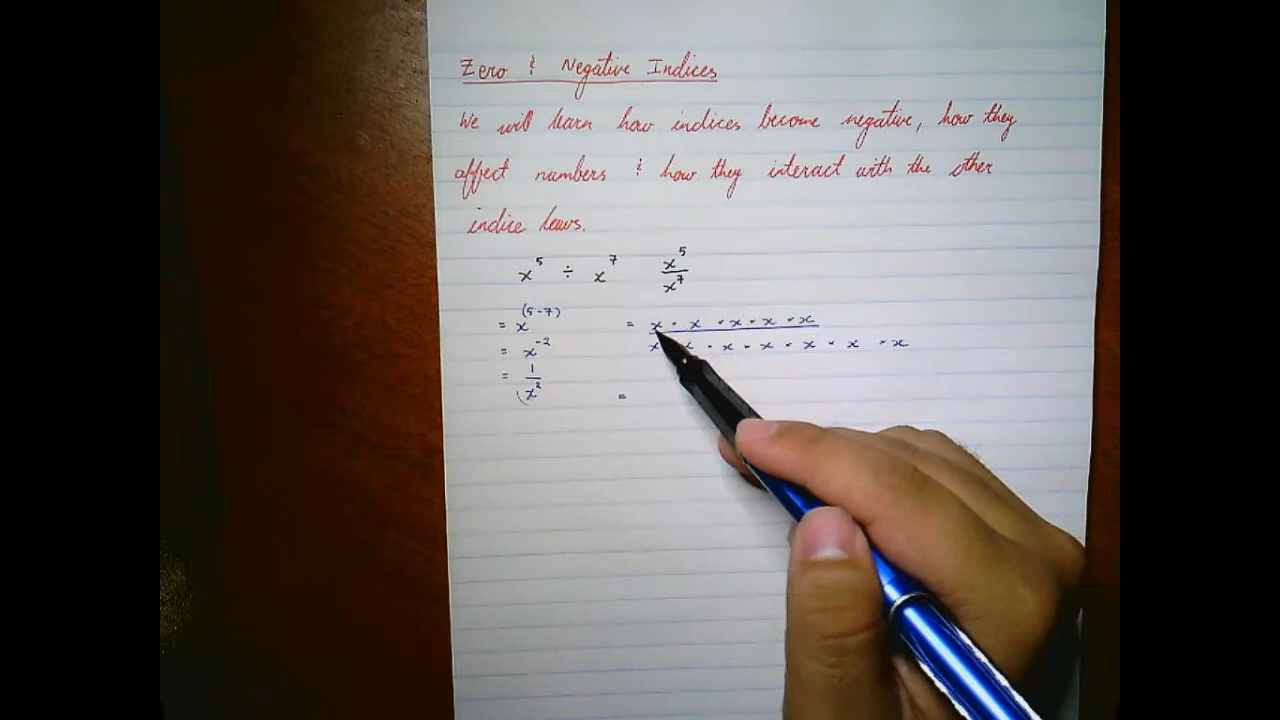 Zero & Negative Indices
We will learn how indices become negative, how they
affect numbers & how they interact with the other
indice laws.
x⁵ ÷ x⁷    x⁵/x⁷
= x⁽⁵⁻⁷⁾    = x · x · x · x · x
= x⁻²    x · x · x · x · x · x · x
= 1/x²    =